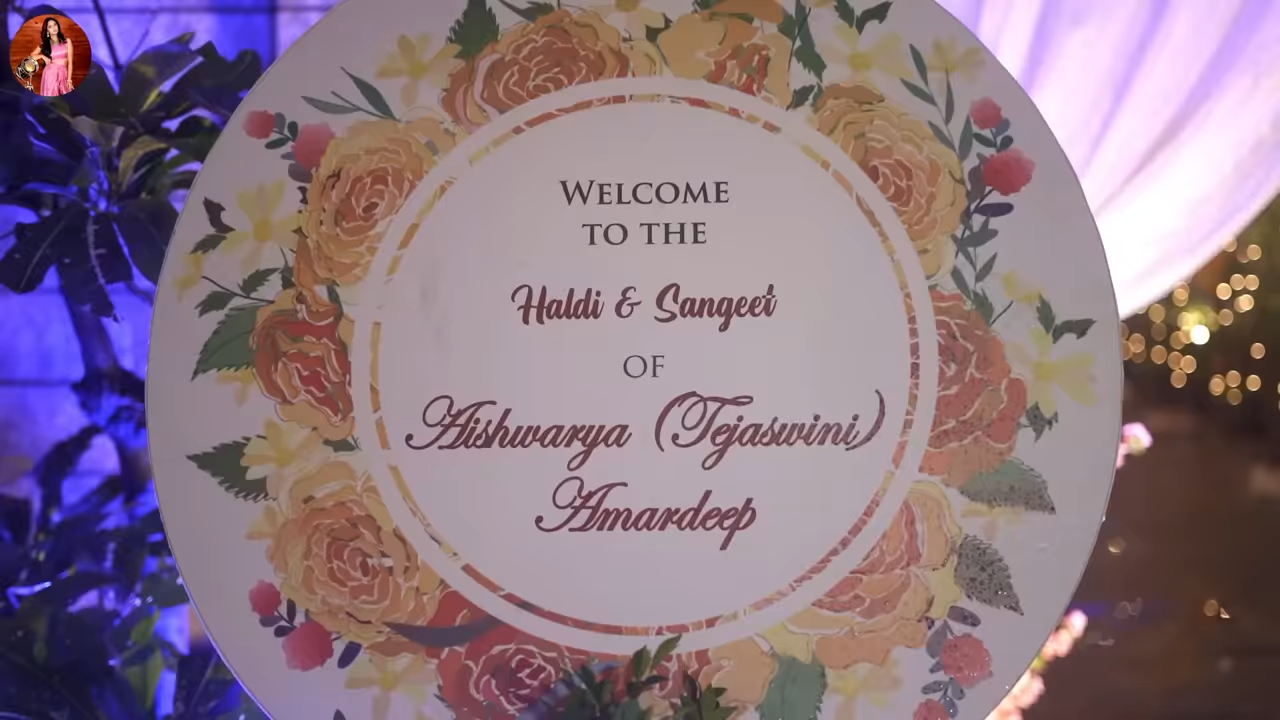 WELCOME
TO THE
Haldi & Sangeet
OF
Aishwarya (Tejaswini)
Amardeep